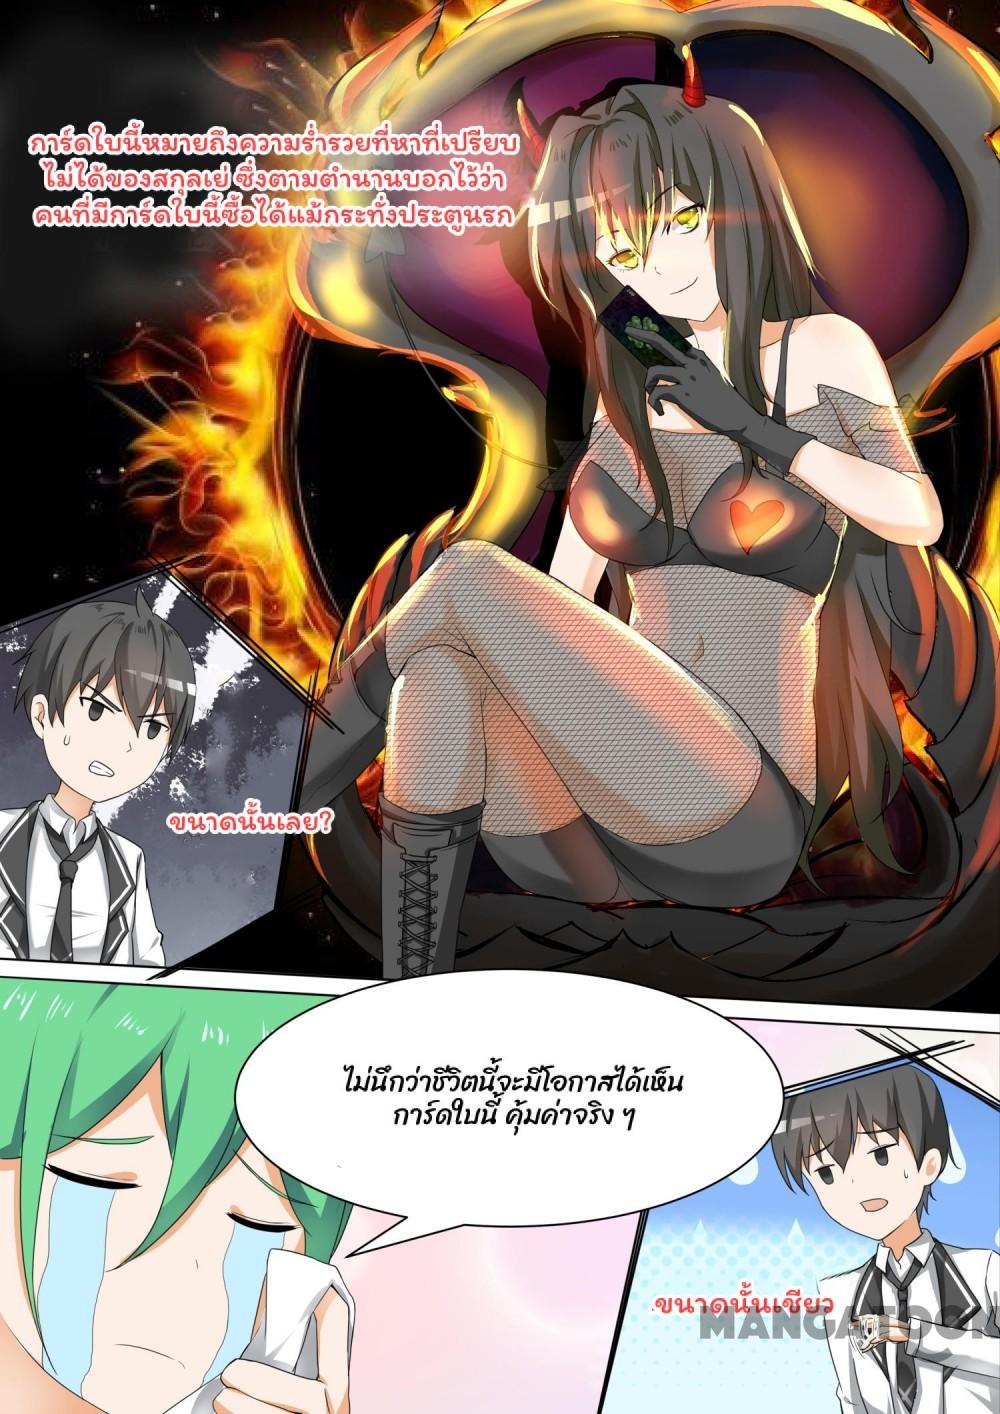 การ์ดใบนี้หมายถึงความร่ำรวยที่หาที่เปรียบ
ไม่ได้ของสกุลเย่ ซึ่งตามตำนานบอกไว้ว่า
คนที่มีการ์ดใบนี้ซื้อได้แม้กระทั่งประตูนรก
ขนาดนั้นเลย?
ไม่นึกว่าชีวิตนี้จะมีโอกาสได้เห็น
การ์ดใบนี้ คุ้มค่าจริง ๆ
ขนาดนั้นเชียว
MANGATOON